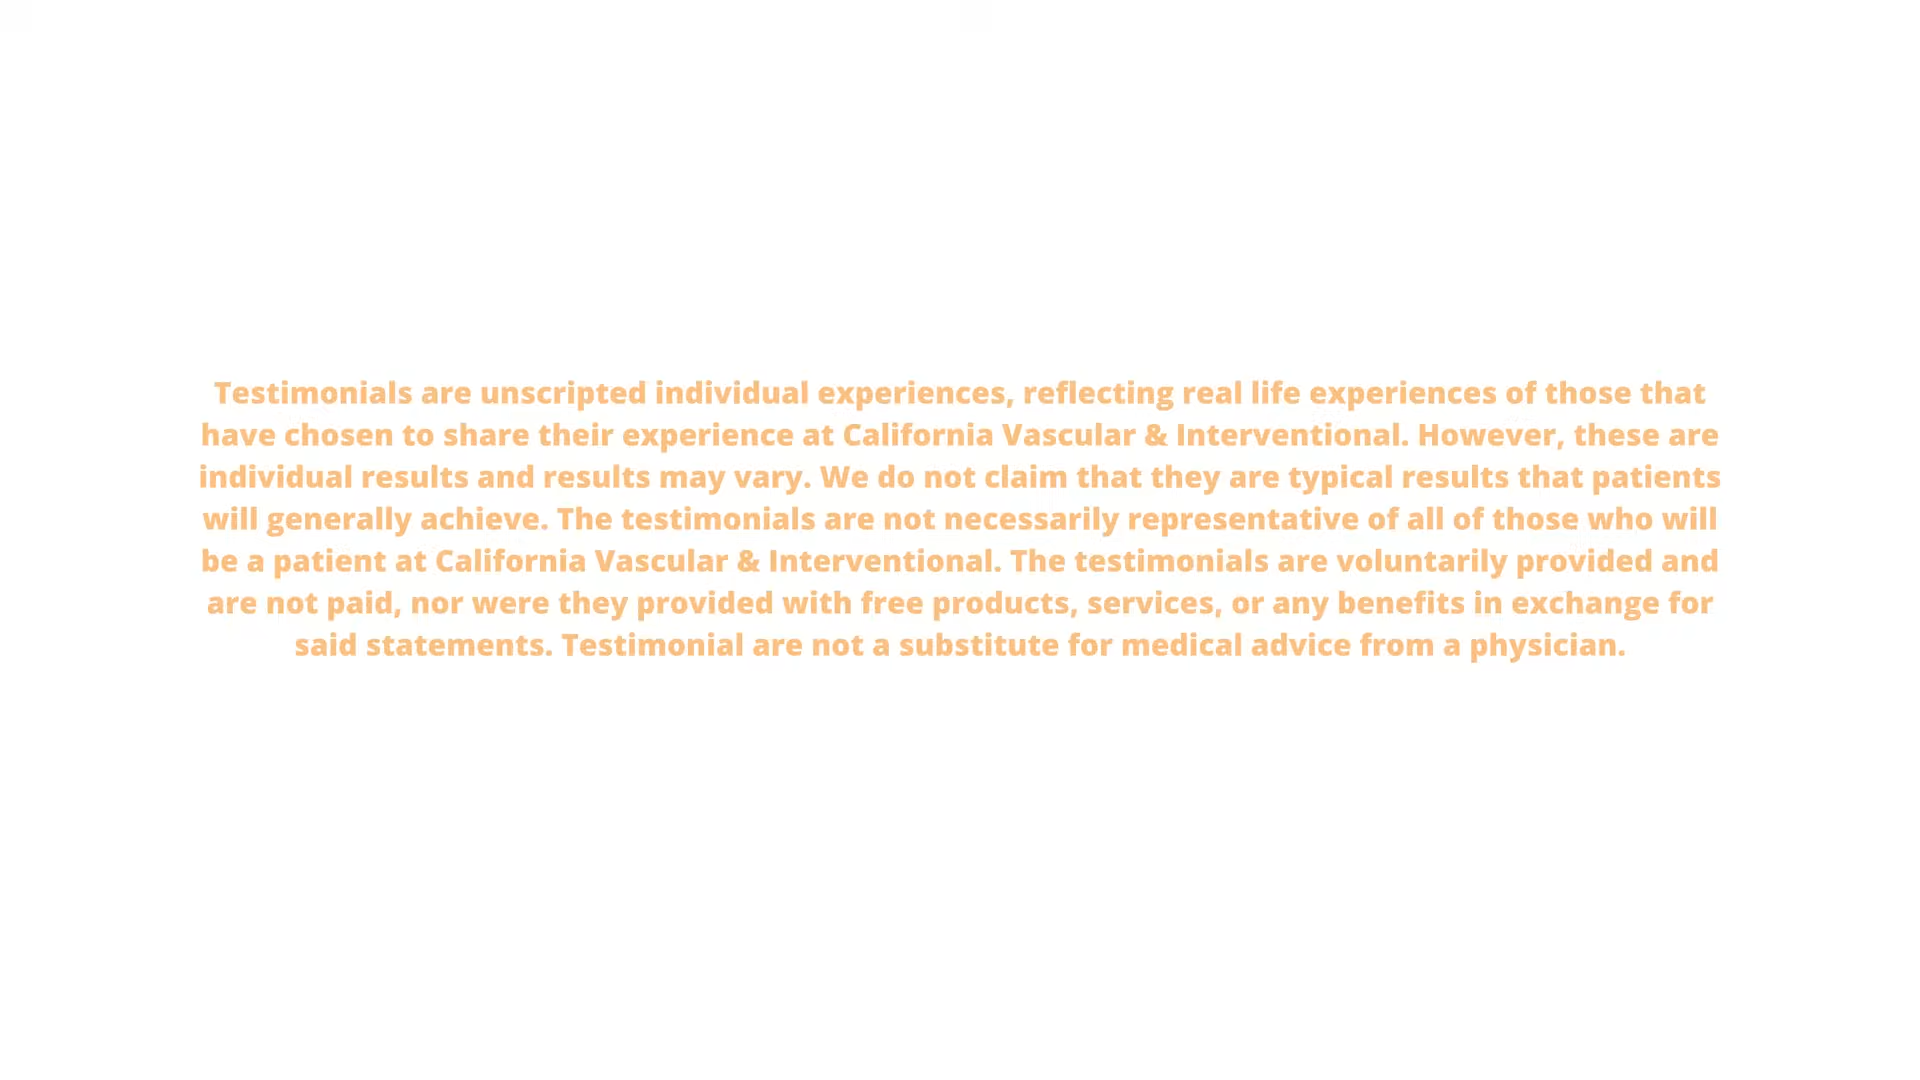 Testimonials are unscripted individual experiences, reflecting real life experiences of those that
have chosen to share their experience at California Vascular & Interventional. However, these are
individual results and results may vary. We do not claim that they are typical results that patients
will generally achieve. The testimonials are not necessarily representative of all of those who will
be a patient at California Vascular & Interventional. The testimonials are voluntarily provided and
are not paid, nor were they provided with free products, services, or any benefits in exchange for
said statements. Testimonial are not a substitute for medical advice from a physician.